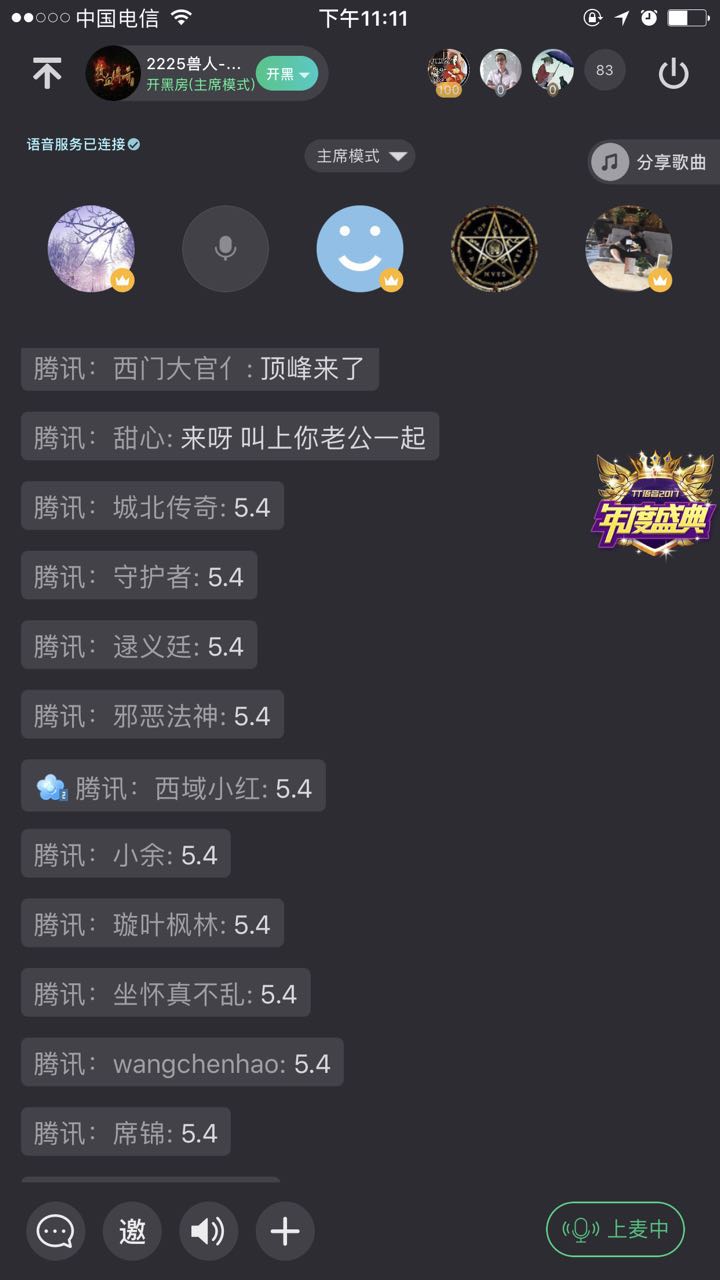 中国电信
下午11:11
2225兽人-...
开黑房(主席模式)
开黑
100
0
0
83
语音服务已连接
主席模式
分享歌曲
腾讯: 西门大官亻: 顶峰来了
腾讯: 甜心: 来呀 叫上你老公一起
TT语音2017
年度盛典
腾讯: 城北传奇: 5.4
腾讯: 守护者: 5.4
腾讯: 逯义廷: 5.4
腾讯: 邪恶法神: 5.4
2 腾讯: 西域小红: 5.4
腾讯: 小余: 5.4
腾讯: 璇叶枫林: 5.4
腾讯: 坐怀真不乱: 5.4
腾讯: wangchenhao: 5.4
腾讯: 席锦: 5.4
邀
上麦中